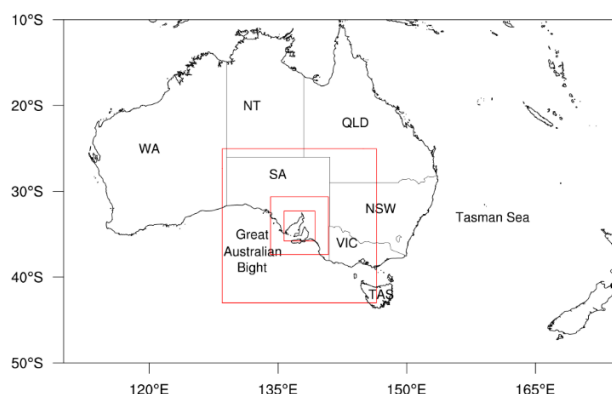 10°S
NT
20°S
QLD
WA
SA
30°S
NSW
Tasman Sea
Great
Australian
Bight
VIC
40°S
TAS
50°S
120°E
135°E
150°E
165°E